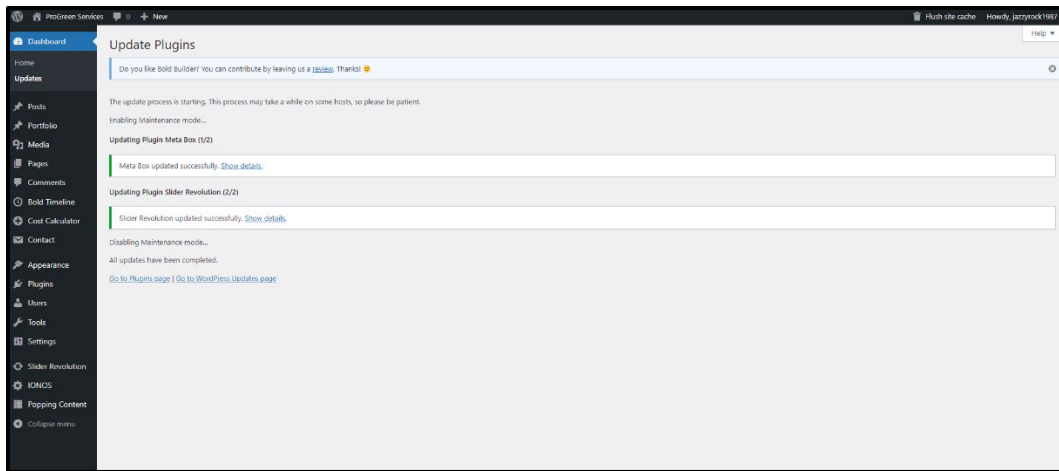 ProGreen Services 0 + New Flush site cache Howdy, jazzyrock1987
Help
Dashboard
Home
Updates
Posts
Portfolio
Media
Pages
Comments
Bold Timeline
Cost Calculator
Contact
Appearance
Plugins
Users
Tools
Settings
Slider Revolution
IONOS
Popping Content
Collapse menu
Update Plugins
Do you like Bold Builder? You can contribute by leaving us a review. Thanks! 🙂
The update process is starting. This process may take a while on some hosts, so please be patient.
Enabling Maintenance mode...
Updating Plugin Meta Box (1/2)
Meta Box updated successfully. Show details.
Updating Plugin Slider Revolution (2/2)
Slider Revolution updated successfully. Show details.
Disabling Maintenance mode...
All updates have been completed.
Go to Plugins page | Go to WordPress Updates page